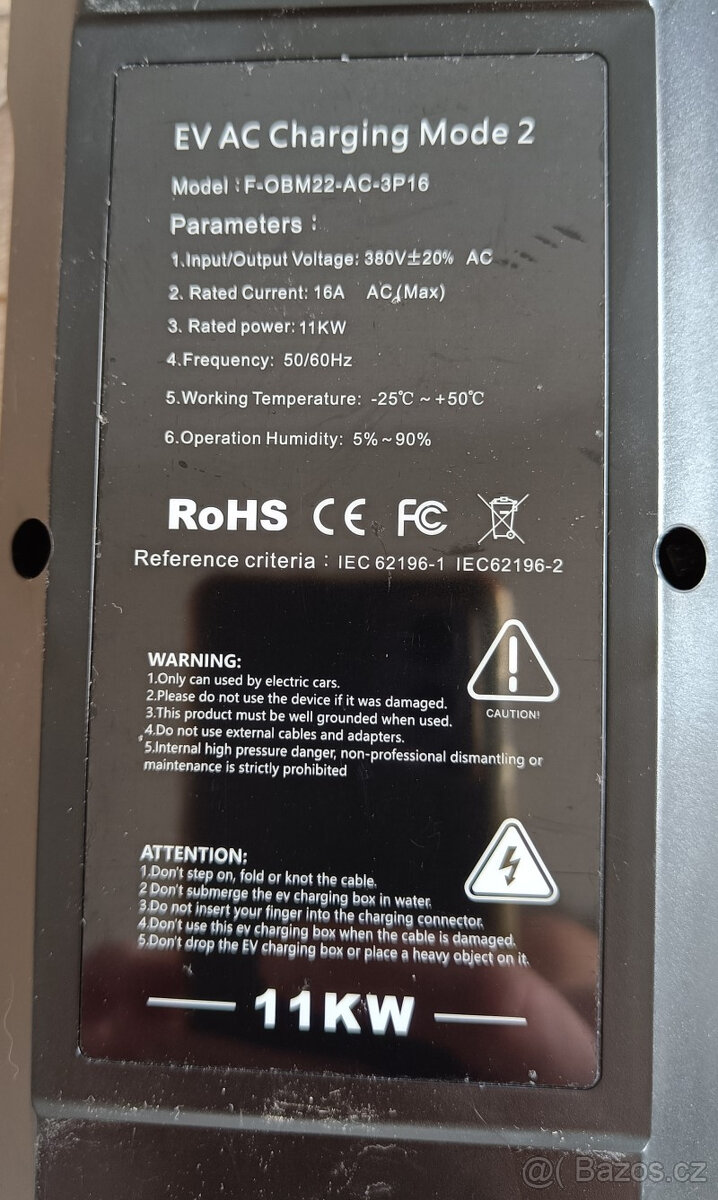 EV AC Charging Mode 2
Model : F-OBM22-AC-3P16
Parameters :
1.Input/Output Voltage: 380V±20% AC
2. Rated Current: 16A AC (Max)
3. Rated power: 11KW
4.Frequency: 50/60Hz
5.Working Temperature: -25℃ ~ +50℃
6.Operation Humidity: 5% ~ 90%
RoHS CE FC
Reference criteria : IEC 62196-1 IEC62196-2
WARNING:
1.Only can used by electric cars.
2.Please do not use the device if it was damaged.
3.This product must be well grounded when used.
4.Do not use external cables and adapters.
5.Internal high pressure danger, non-professional dismantling or
maintenance is strictly prohibited
CAUTION!
ATTENTION:
1.Don't step on, fold or knot the cable.
2 Don't submerge the ev charging box in water.
3.Do not insert your finger into the charging connector.
4.Don't use this ev charging box when the cable is damaged.
5.Don't drop the EV charging box or place a heavy object on it.
11KW
@( Bazos.cz